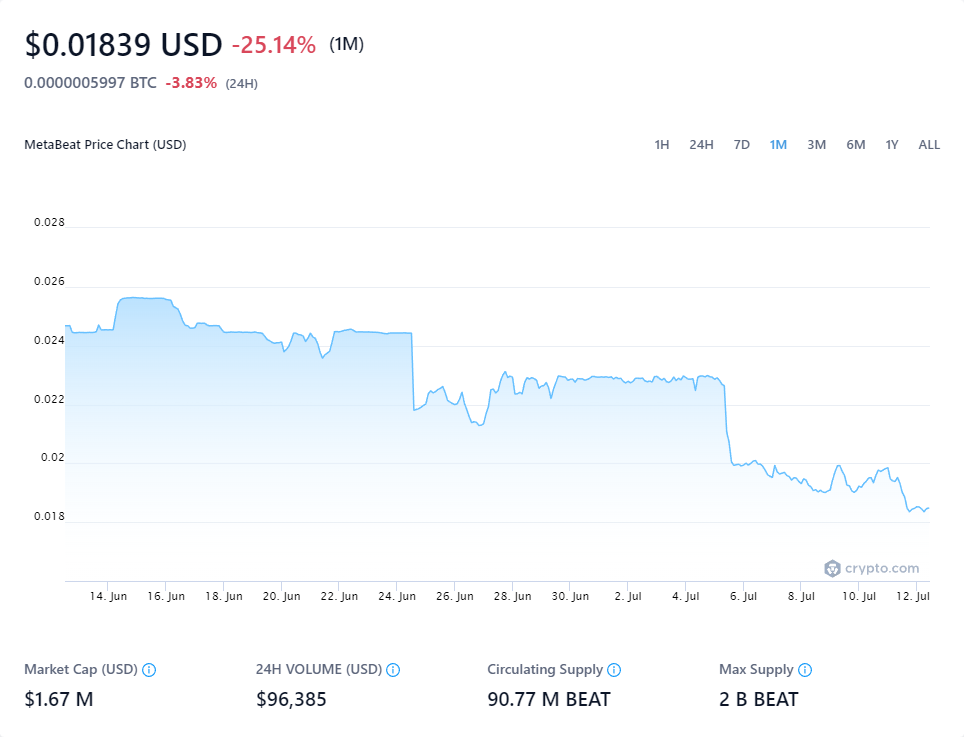 $0.01839 USD -25.14% (1M)
0.0000005997 BTC -3.83% (24H)
MetaBeat Price Chart (USD) 1H 24H 7D 1M 3M 6M 1Y ALL
0.028
0.026
0.024
0.022
0.02
0.018
crypto.com
14. Jun 16. Jun 18. Jun 20. Jun 22. Jun 24. Jun 26. Jun 28. Jun 30. Jun 2. Jul 4. Jul 6. Jul 8. Jul 10. Jul 12. Jul
Market Cap (USD) 24H VOLUME (USD) Circulating Supply Max Supply
$1.67 M $96,385 90.77 M BEAT 2 B BEAT